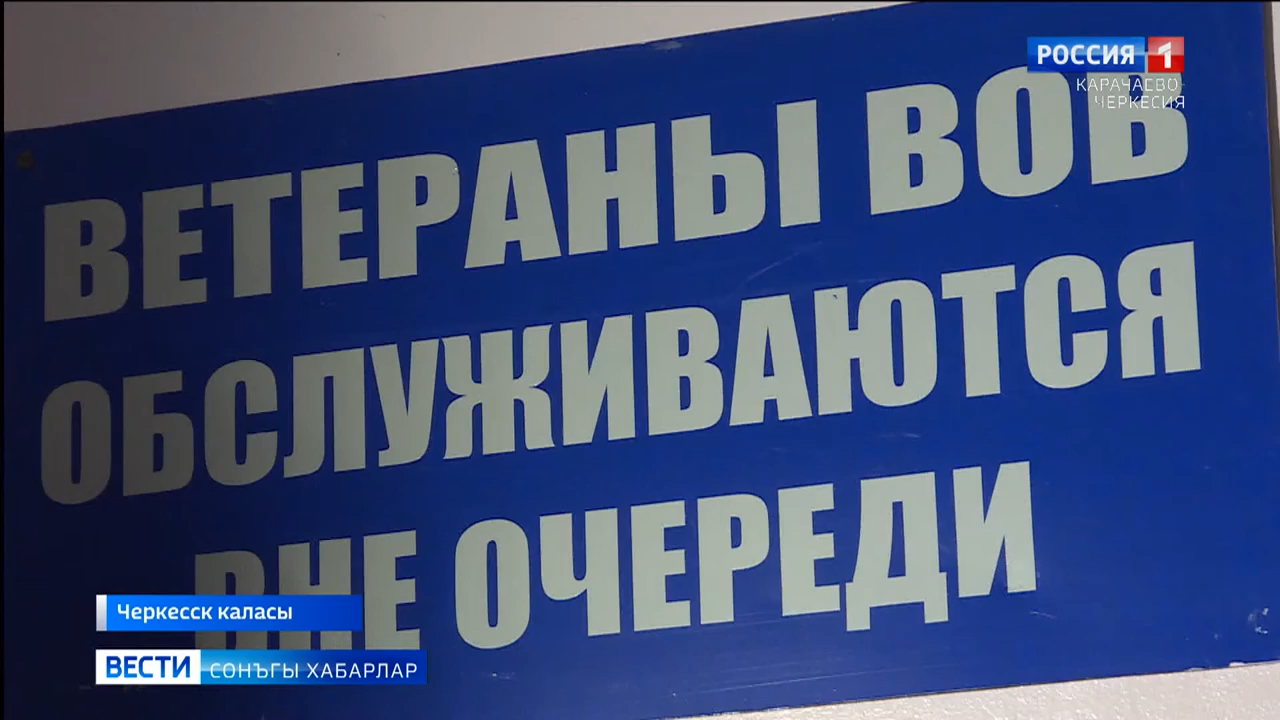 РОССИЯ 1
КАРАЧАЕВО
ЧЕРКЕСИЯ
ВЕТЕРАНЫ ВОВ
ОБСЛУЖИВАЮТСЯ
ВНЕ ОЧЕРЕДИ
Черкесск каласы
ВЕСТИ СОНЪГЫ ХАБАРЛАР